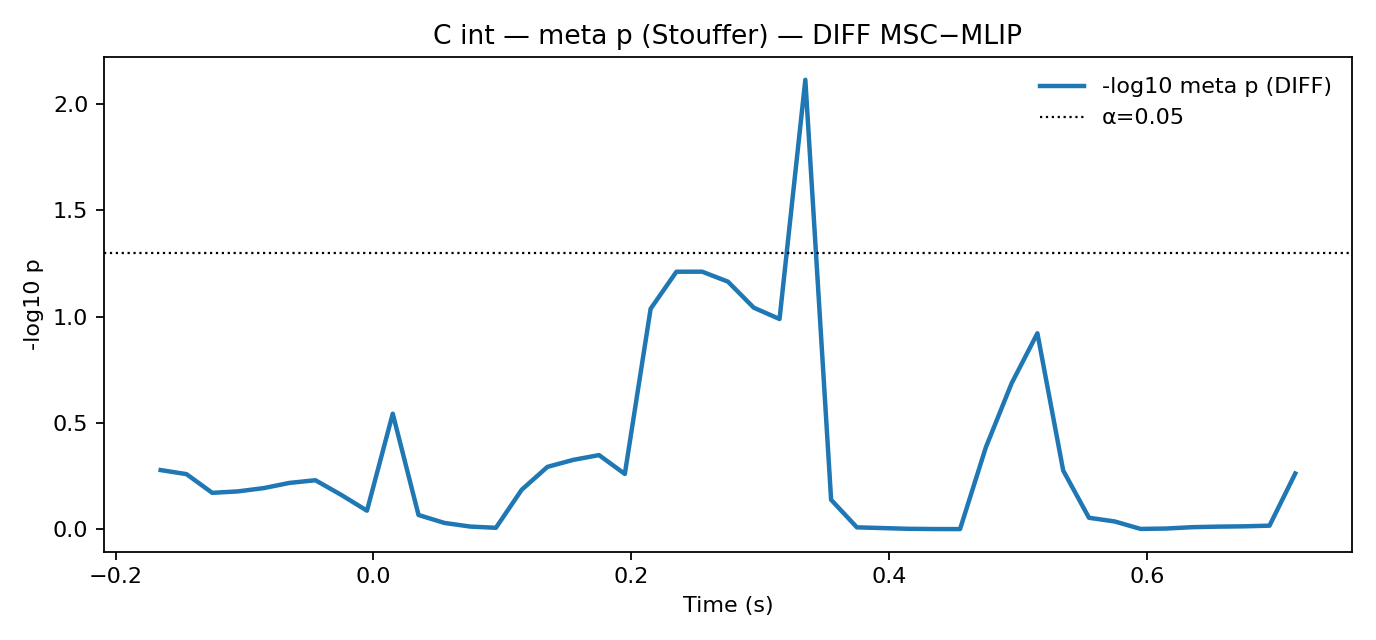 C int — meta p (Stouffer) — DIFF MSC−MLIP
-log10 meta p (DIFF)
α=0.05
2.0
1.5
1.0
0.5
0.0
-log10 p
−0.2 0.0 0.2 0.4 0.6
Time (s)